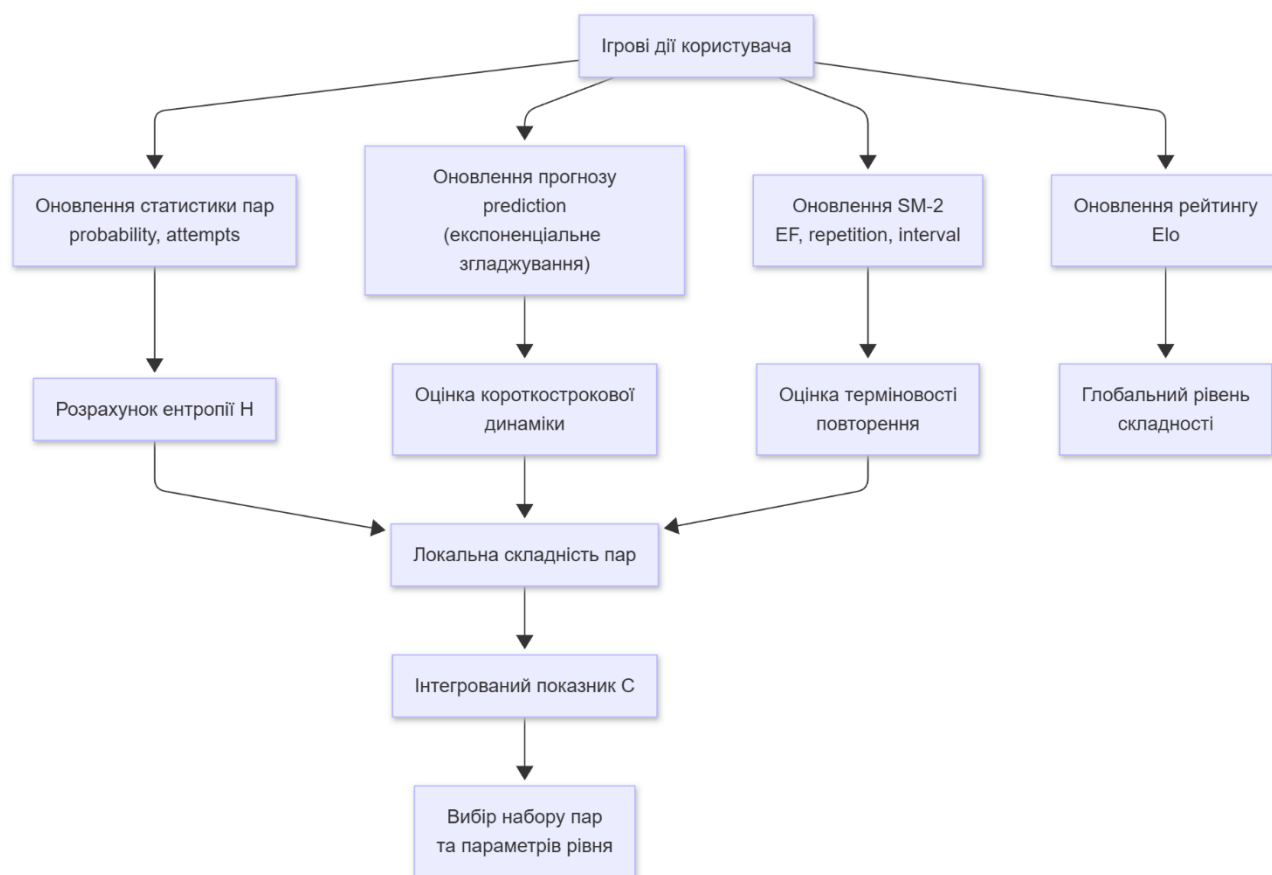 Ігрові дії користувача
Оновлення статистики пар
probability, attempts
Оновлення прогнозу
prediction
(експоненціальне
згладжування)
Оновлення SM-2
EF, repetition, interval
Оновлення рейтингу
Elo
Розрахунок ентропії H
Оцінка короткострокової
динаміки
Оцінка терміновості
повторення
Глобальний рівень
складності
Локальна складність пар
Інтегрований показник C
Вибір набору пар
та параметрів рівня